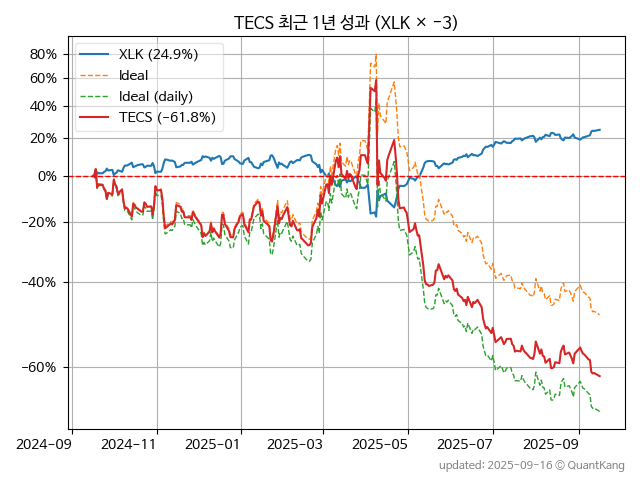 TECS 최근 1년 성과 (XLK × −3)
XLK (24.9%)
Ideal
Ideal (daily)
TECS (−61.8%)
80%
60%
40%
20%
0%
−20%
−40%
−60%
2024-09 2024-11 2025-01 2025-03 2025-05 2025-07 2025-09
updated: 2025-09-16 © QuantKang